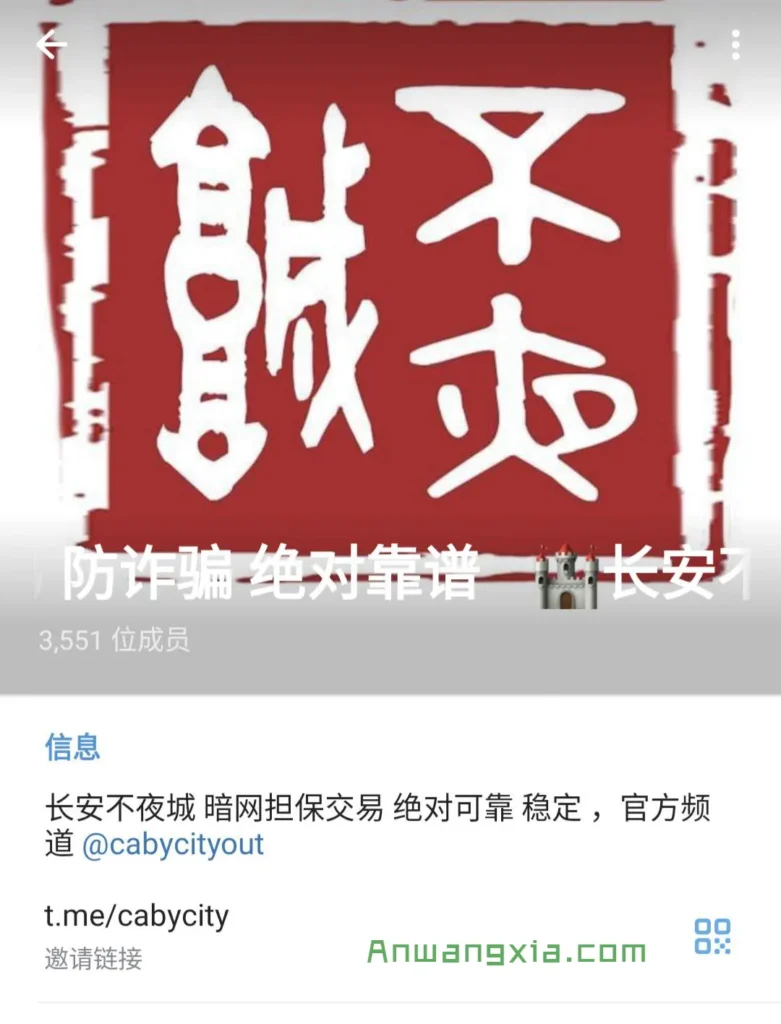 不夜城
防诈骗 绝对靠谱 🏰长安不
3,551 位成员
信息
长安不夜城 暗网担保交易 绝对可靠 稳定 ，官方频
道 @cabycityout
t.me/cabycity
邀请链接
Anwangxia.com